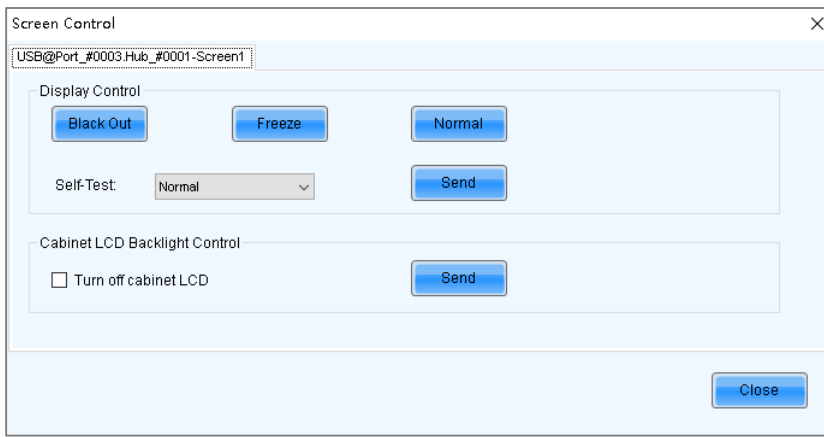 Screen Control
USB@Port_#0003.Hub_#0001-Screen1
Display Control
Black Out Freeze Normal
Self-Test: Normal Send
Cabinet LCD Backlight Control
Turn off cabinet LCD Send
Close